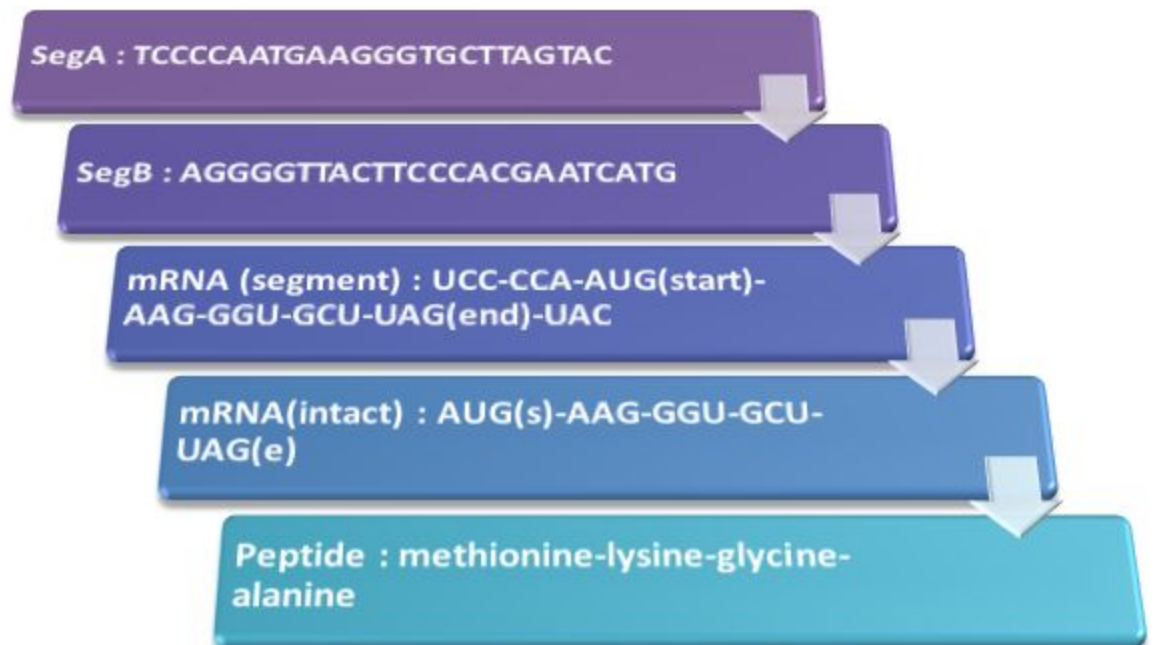 SegA : TCCCCAATGAAGGGTGCTTAGTAC
SegB : AGGGGTTACTTCCCACGAATCATG
mRNA (segment) : UCC-CCA-AUG(start)-
AAG-GGU-GCU-UAG(end)-UAC
mRNA(intact) : AUG(s)-AAG-GGU-GCU-
UAG(e)
Peptide : methionine-lysine-glycine-
alanine